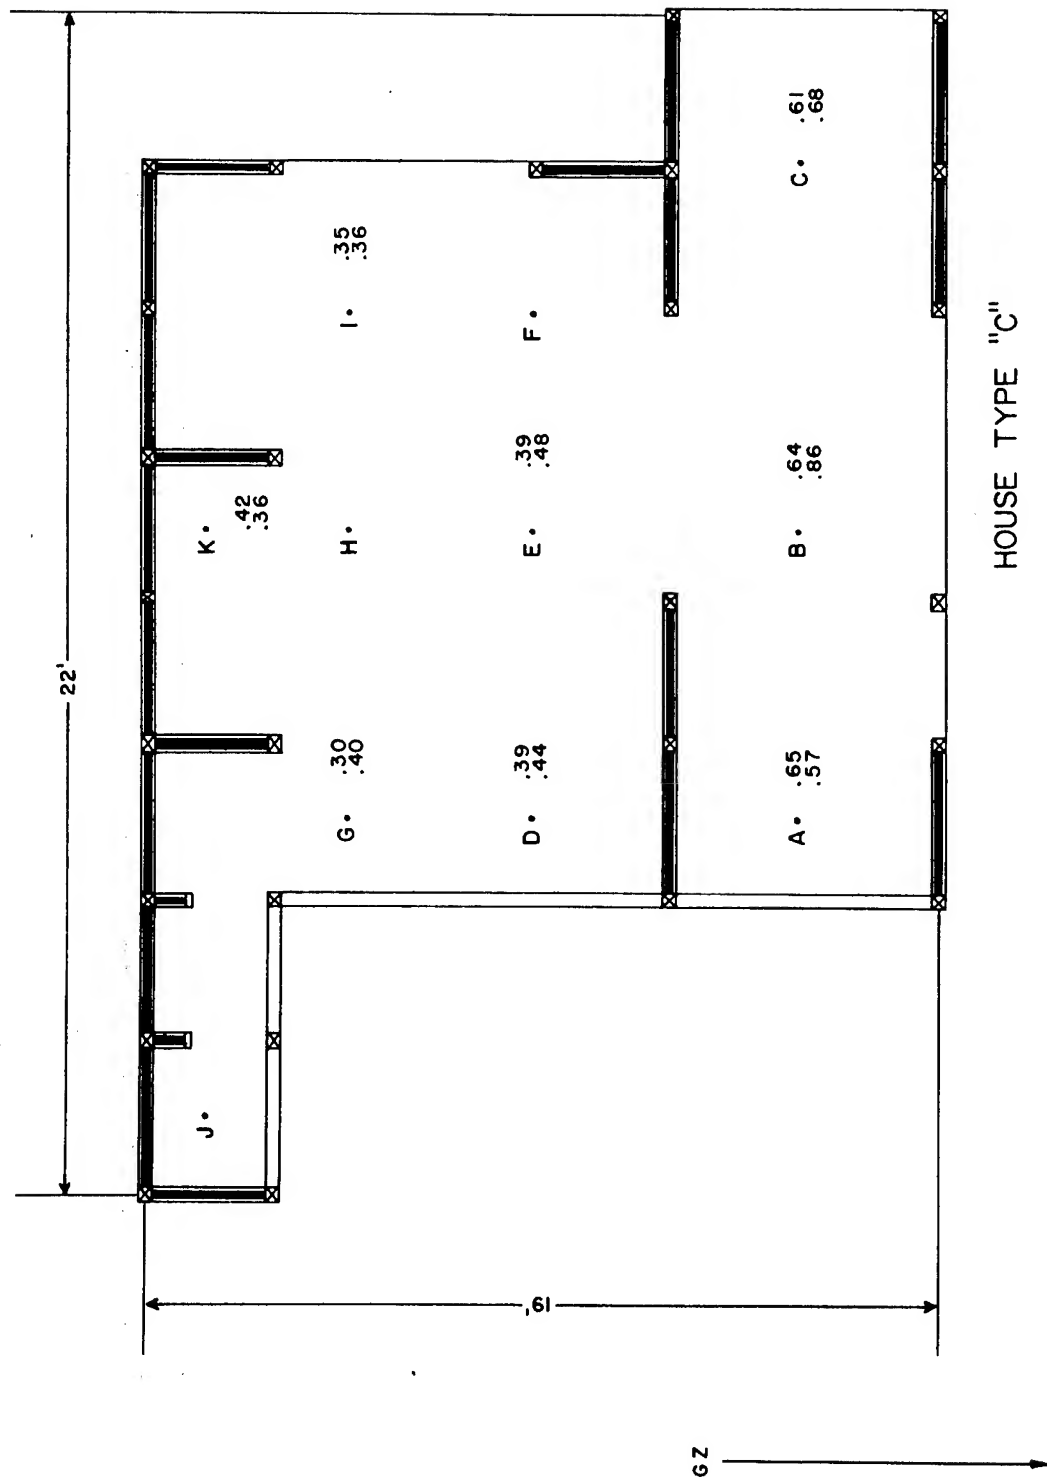 22'
19'
J
K
.42
.36
G
.30
.40
H
I
.35
.36
D
.39
.44
E
.39
.48
F
A
.65
.57
B
.64
.86
C
.61
.68
GZ
HOUSE TYPE "C"